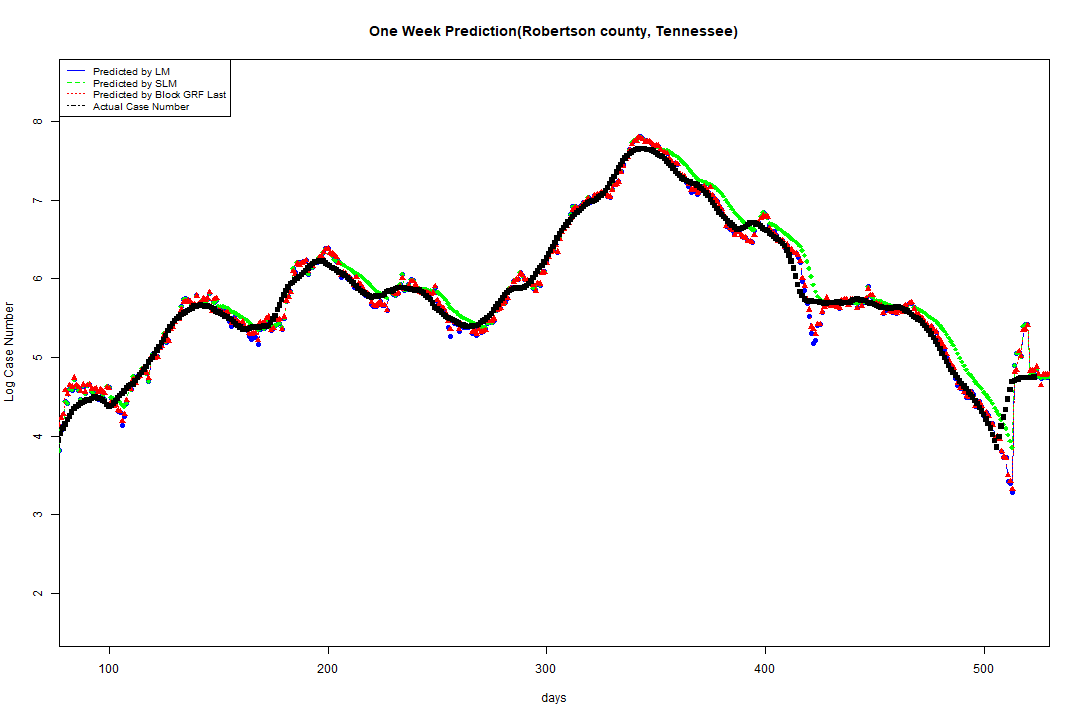 One Week Prediction(Robertson county, Tennessee)
Predicted by LM
Predicted by SLM
Predicted by Block GRF Last
Actual Case Number
8
7
6
5
4
3
2
Log Case Number
100 200 300 400 500
days